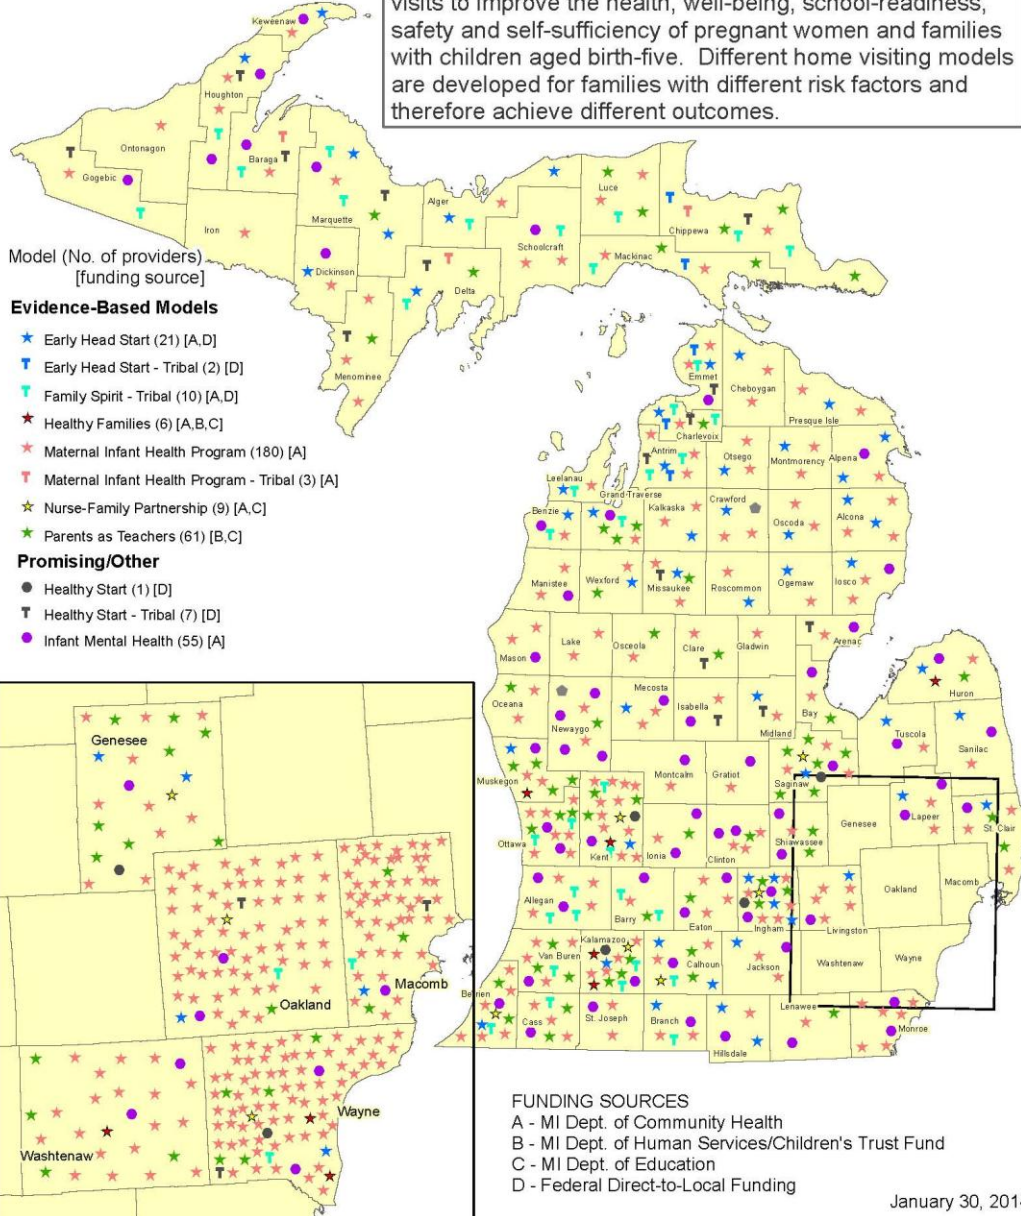 visits to improve the health, well-being, school-readiness,
safety and self-sufficiency of pregnant women and families
with children aged birth-five. Different home visiting models
are developed for families with different risk factors and
therefore achieve different outcomes.
Keweenaw
Houghton
Ontonagon
Baraga
Gogebic
Marquette
Iron
Alger
Luce
Chippewa
Schoolcraft
Mackinac
Dickinson
Delta
Menominee
Model (No. of providers)
[funding source]
Evidence-Based Models
Early Head Start (21) [A,D]
Early Head Start - Tribal (2) [D]
Family Spirit - Tribal (10) [A,D]
Healthy Families (6) [A,B,C]
Maternal Infant Health Program (180) [A]
Maternal Infant Health Program - Tribal (3) [A]
Nurse-Family Partnership (9) [A,C]
Parents as Teachers (61) [B,C]
Promising/Other
Healthy Start (1) [D]
Healthy Start - Tribal (7) [D]
Infant Mental Health (55) [A]
Emmet
Cheboygan
Presque Isle
Charlevoix
Antrim
Otsego
Montmorency
Alpena
Leelanau
Grand Traverse
Benzie
Kalkaska
Crawford
Oscoda
Alcona
Manistee
Wexford
Missaukee
Roscommon
Ogemaw
Iosco
Mason
Lake
Osceola
Clare
Gladwin
Arenac
Huron
Oceana
Newaygo
Mecosta
Isabella
Midland
Bay
Tuscola
Sanilac
Muskegon
Montcalm
Gratiot
Saginaw
Genesee
Lapeer
St. Clair
Ottawa
Kent
Ionia
Clinton
Shiawassee
Oakland
Macomb
Allegan
Barry
Eaton
Ingham
Livingston
Van Buren
Kalamazoo
Calhoun
Jackson
Washtenaw
Wayne
Berrien
Cass
St. Joseph
Branch
Hillsdale
Lenawee
Monroe
Genesee
Oakland
Macomb
Washtenaw
Wayne
FUNDING SOURCES
A - MI Dept. of Community Health
B - MI Dept. of Human Services/Children's Trust Fund
C - MI Dept. of Education
D - Federal Direct-to-Local Funding
January 30, 2014